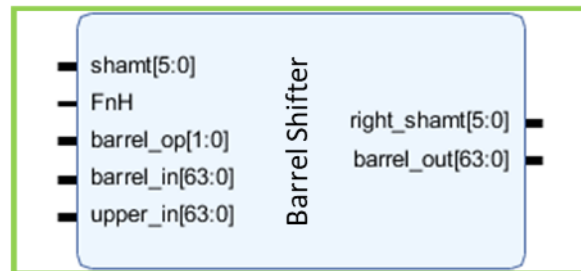 shamt[5:0]
FnH
barrel_op[1:0]
barrel_in[63:0]
upper_in[63:0]
Barrel Shifter
right_shamt[5:0]
barrel_out[63:0]